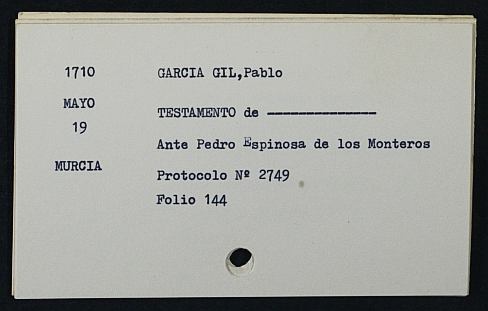 1710 GARCIA GIL,Pablo
MAYO
19
TESTAMENTO de --------------
Ante Pedro Espinosa de los Monteros
MURCIA
Protocolo Nº 2749
Folio 144